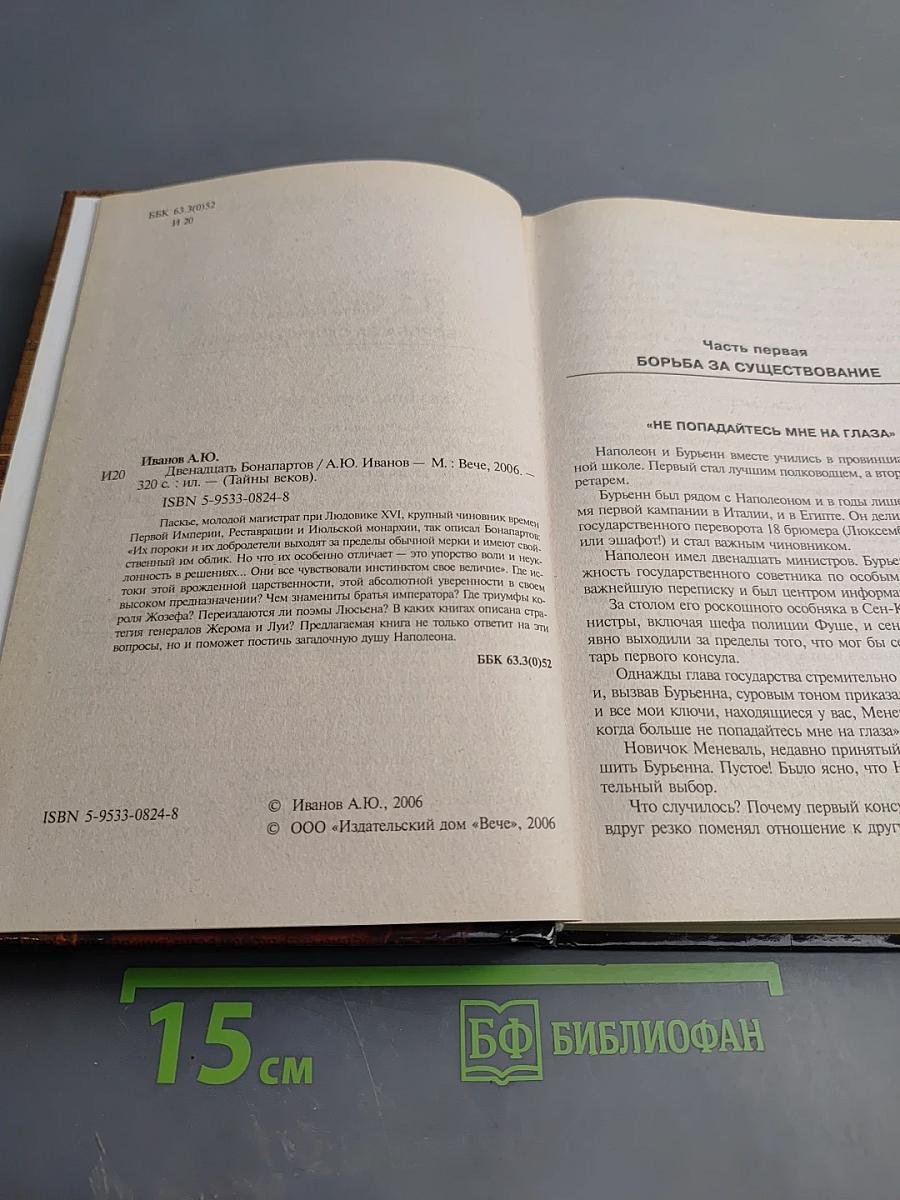 ББК 63.3(0)52
И 20
Иванов А.Ю.
И20 Двенадцать Бонапартов / А.Ю. Иванов — М. : Вече, 2006. —
320 с. : ил. — (Тайны веков).
ISBN 5-9533-0824-8
Паскье, молодой магистрат при Людовике XVI, крупный чиновник времен
Первой Империи, Реставрации и Июльской монархии, так описал Бонапартов:
«Их пороки и их добродетели выходят за пределы обычной мерки и имеют свой-
ственный им облик. Но что их особенно отличает — это упорство воли и неук-
лонность в решениях... Они все чувствовали инстинктом свое величие». Где ис-
токи этой врожденной царственности, этой абсолютной уверенности в своем
высоком предназначении? Чем знамениты братья императора? Где триумфы ко-
роля Жозефа? Переиздаются ли поэмы Люсьена? В каких книгах описана стра-
тегия генералов Жерома и Луи? Предлагаемая книга не только ответит на эти
вопросы, но и поможет постичь загадочную душу Наполеона.
ББК 63.3(0)52
ISBN 5-9533-0824-8
© Иванов А.Ю., 2006
© ООО «Издательский дом «Вече», 2006
Часть первая
БОРЬБА ЗА СУЩЕСТВОВАНИЕ
«НЕ ПОПАДАЙТЕСЬ МНЕ НА ГЛАЗА»
Наполеон и Бурьенн вместе учились в провинциа
ной школе. Первый стал лучшим полководцем, а втор
ретарем.
Бурьенн был рядом с Наполеоном и в годы лише
мя первой кампании в Италии, и в Египте. Он дели
государственного переворота 18 брюмера (Люксемб
или эшафот!) и стал важным чиновником.
Наполеон имел двенадцать министров. Бурье
жность государственного советника по особым
важнейшую переписку и был центром информа
За столом его роскошного особняка в Сен-К
нистры, включая шефа полиции Фуше, и сен
явно выходили за пределы того, что мог бы се
тарь первого консула.
Однажды глава государства стремительно
и, вызвав Бурьенна, суровым тоном приказа
и все мои ключи, находящиеся у вас, Мене
когда больше не попадайтесь мне на глаза»
Новичок Меневаль, недавно принятый
шить Бурьенна. Пустое! Было ясно, что Н
тельный выбор.
Что случилось? Почему первый консу
вдруг резко поменял отношение к друг
15 см
БФ БИБЛИОФАН